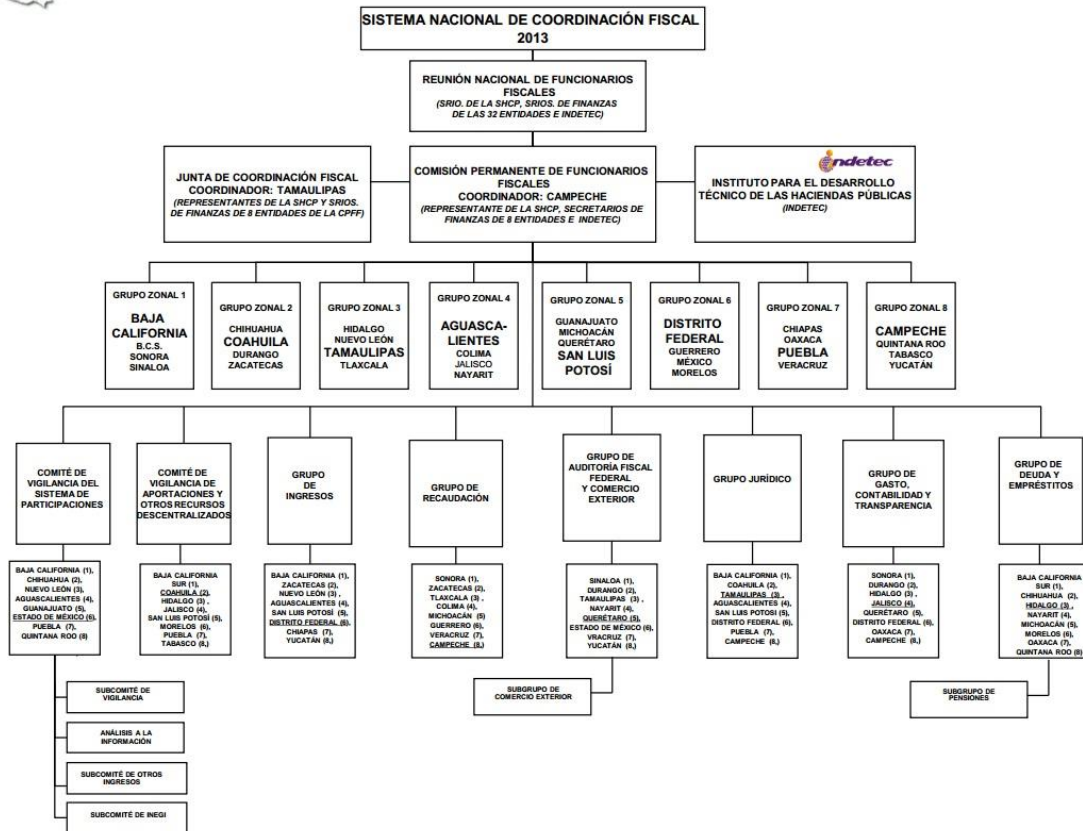 SISTEMA NACIONAL DE COORDINACIÓN FISCAL
2013
REUNIÓN NACIONAL DE FUNCIONARIOS
FISCALES
(SRIO. DE LA SHCP, SRIOS. DE FINANZAS
DE LAS 32 ENTIDADES E INDETEC)
JUNTA DE COORDINACIÓN FISCAL
COORDINADOR: TAMAULIPAS
(REPRESENTANTES DE LA SHCP Y SRIOS.
DE FINANZAS DE 8 ENTIDADES DE LA CPFF)
COMISIÓN PERMANENTE DE FUNCIONARIOS
FISCALES
COORDINADOR: CAMPECHE
(REPRESENTANTE DE LA SHCP, SECRETARIOS DE
FINANZAS DE 8 ENTIDADES E INDETEC)
indetec
INSTITUTO PARA EL DESARROLLO
TÉCNICO DE LAS HACIENDAS PÚBLICAS
(INDETEC)
GRUPO ZONAL 1
BAJA
CALIFORNIA
B.C.S.
SONORA
SINALOA
GRUPO ZONAL 2
CHIHUAHUA
COAHUILA
DURANGO
ZACATECAS
GRUPO ZONAL 3
HIDALGO
NUEVO LEÓN
TAMAULIPAS
TLAXCALA
GRUPO ZONAL 4
AGUASCA-
LIENTES
COLIMA
JALISCO
NAYARIT
GRUPO ZONAL 5
GUANAJUATO
MICHOACÁN
QUERÉTARO
SAN LUIS
POTOSÍ
GRUPO ZONAL 6
DISTRITO
FEDERAL
GUERRERO
MÉXICO
MORELOS
GRUPO ZONAL 7
CHIAPAS
OAXACA
PUEBLA
VERACRUZ
GRUPO ZONAL 8
CAMPECHE
QUINTANA ROO
TABASCO
YUCATÁN
COMITÉ DE
VIGILANCIA DEL
SISTEMA DE
PARTICIPACIONES
COMITÉ DE
VIGILANCIA DE
APORTACIONES Y
OTROS RECURSOS
DESCENTRALIZADOS
GRUPO
DE
INGRESOS
GRUPO DE
RECAUDACIÓN
GRUPO DE
AUDITORÍA FISCAL
FEDERAL
Y COMERCIO
EXTERIOR
GRUPO JURÍDICO
GRUPO DE
GASTO,
CONTABILIDAD Y
TRANSPARENCIA
GRUPO DE
DEUDA Y
EMPRÉSTITOS
BAJA CALIFORNIA (1),
CHIHUAHUA (2),
NUEVO LEÓN (3),
AGUASCALIENTES (4),
GUANAJUATO (5),
ESTADO DE MÉXICO (6),
PUEBLA (7),
QUINTANA ROO (8)
BAJA CALIFORNIA
SUR (1),
COAHUILA (2),
HIDALGO (3) ,
JALISCO (4),
SAN LUIS POTOSÍ (5),
MORELOS (6),
PUEBLA (7),
TABASCO (8,)
BAJA CALIFORNIA (1),
ZACATECAS (2),
NUEVO LEÓN (3),
AGUASCALIENTES (4),
SAN LUIS POTOSÍ (5),
DISTRITO FEDERAL (6),
CHIAPAS (7),
YUCATÁN (8,)
SONORA (1),
ZACATECAS (2),
TLAXCALA (3) ,
COLIMA (4),
MICHOACÁN (5)
GUERRERO (6),
VERACRUZ (7),
CAMPECHE (8,)
SINALOA (1),
DURANGO (2),
TAMAULIPAS (3) ,
NAYARIT (4),
QUERÉTARO (5),
ESTADO DE MÉXICO (6),
VRACRUZ (7),
YUCATÁN (8,)
BAJA CALIFORNIA (1),
COAHUILA (2),
TAMAULIPAS (3) ,
AGUASCALIENTES (4),
SAN LUIS POTOSÍ (5),
DISTRITO FEDERAL (6),
PUEBLA (7),
CAMPECHE (8,)
SONORA (1),
DURANGO (2),
HIDALGO (3) ,
JALISCO (4),
QUERÉTARO (5),
DISTRITO FEDERAL (6),
OAXACA (7),
CAMPECHE (8,)
BAJA CALIFORNIA
SUR (1),
CHIHUAHUA (2),
HIDALGO (3) ,
NAYARIT (4),
MICHOACÁN (5),
MORELOS (6),
OAXACA (7),
QUINTANA ROO (8)
SUBGRUPO DE
COMERCIO EXTERIOR
SUBGRUPO DE
PENSIONES
SUBCOMITÉ DE
VIGILANCIA
ANÁLISIS A LA
INFORMACIÓN
SUBCOMITÉ DE OTROS
INGRESOS
SUBCOMITÉ DE INEGI